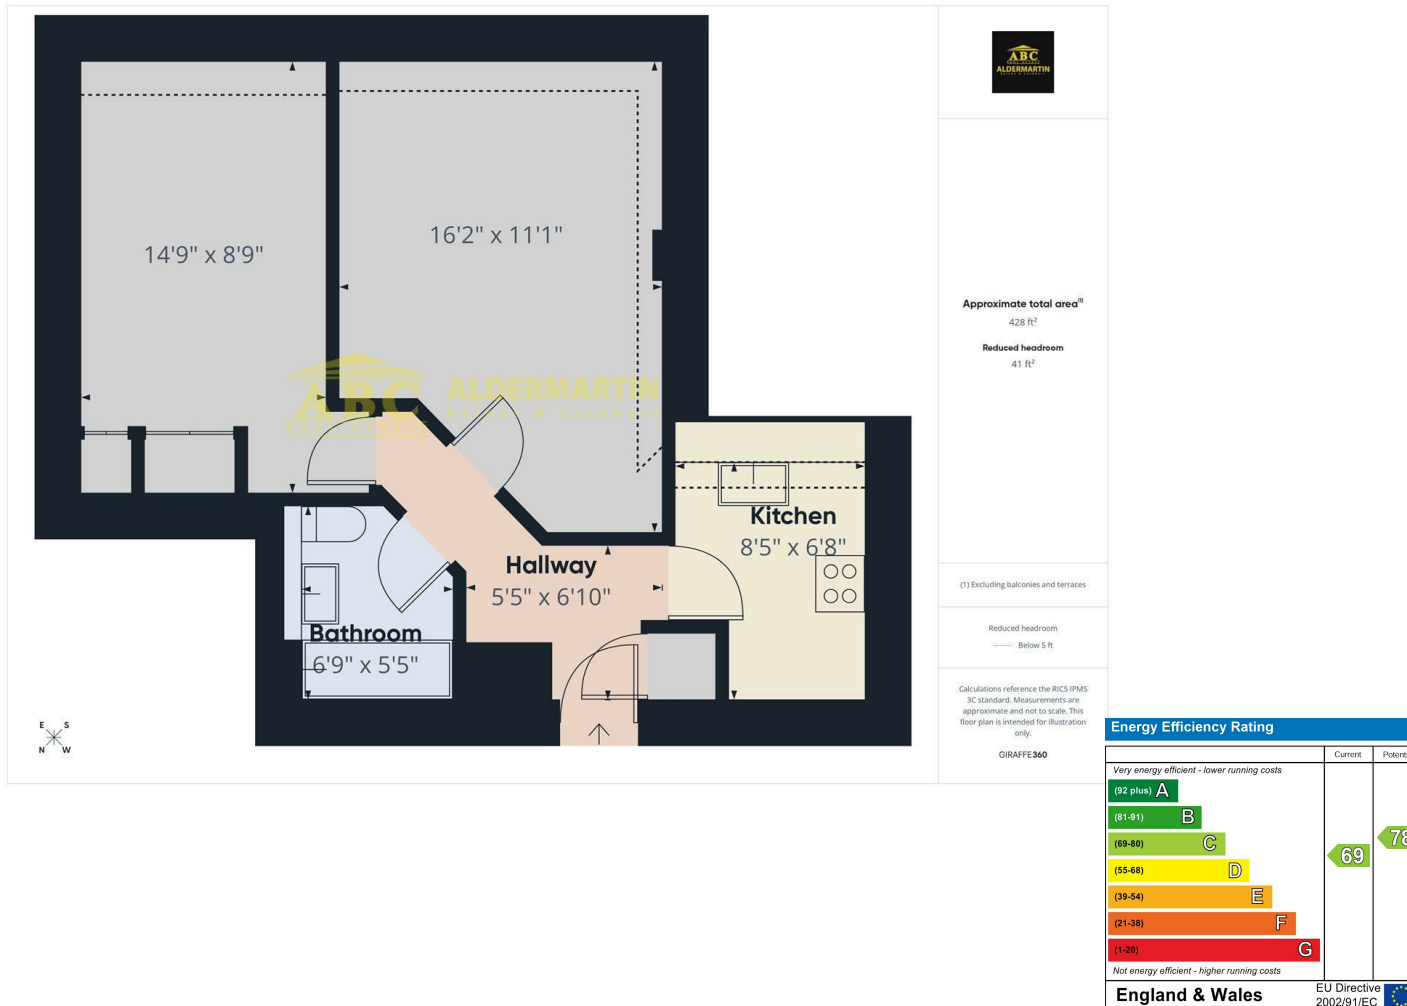 14'9" x 8'9"
16'2" x 11'1"
ABC
ALDERMARTIN
Kitchen
8'5" x 6'8"
Hallway
5'5" x 6'10"
Bathroom
6'9" x 5'5"
E S
N W
ABC
ALDERMARTIN
Approximate total area(1)
428 ft²
Reduced headroom
41 ft²
(1) Excluding balconies and terraces
Reduced headroom
Below 5 ft
Calculations reference the RICS IPMS
3C standard. Measurements are
approximate and not to scale. This
floor plan is intended for illustration
only.
GIRAFFE360
Energy Efficiency Rating
Current Potent
Very energy efficient - lower running costs
(92 plus) A
(81-91) B
(69-80) C
(55-68) D
(39-54) E
(21-38) F
(1-20) G
69
78
Not energy efficient - higher running costs
England & Wales
EU Directive
2002/91/EC